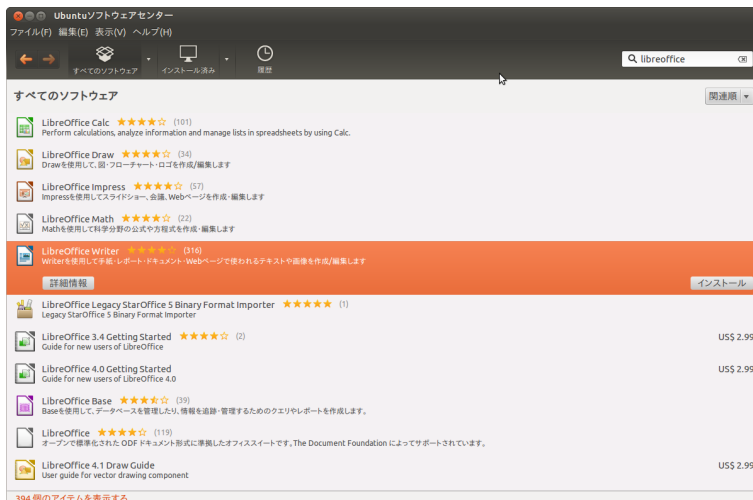 Ubuntuソフトウェアセンター
ファイル(F) 編集(E) 表示(V) ヘルプ(H)
すべてのソフトウェア インストール済み 履歴 libreoffice
すべてのソフトウェア 関連順
LibreOffice Calc ★★★★☆ (101)
Perform calculations, analyze information and manage lists in spreadsheets by using Calc.
LibreOffice Draw ★★★★☆ (34)
Drawを使用して、図・フローチャート・ロゴを作成/編集します
LibreOffice Impress ★★★★☆ (57)
Impressを使用してスライドショー、会議、Webページを作成・編集します
LibreOffice Math ★★★★☆ (22)
Mathを使用して科学分野の公式や方程式を作成・編集します
LibreOffice Writer ★★★★☆ (316)
Writerを使用して手紙・レポート・ドキュメント・Webページで使われるテキストや画像を作成/編集します
詳細情報 インストール
LibreOffice Legacy StarOffice 5 Binary Format Importer ★★★★★ (1)
Legacy StarOffice 5 Binary Format Importer
LibreOffice 3.4 Getting Started ★★★★☆ (2) US$ 2.99
Guide for new users of LibreOffice
LibreOffice 4.0 Getting Started US$ 2.99
Guide for new users of LibreOffice 4.0
LibreOffice Base ★★★⯪☆ (39)
Baseを使用して、データベースを管理したり、情報を追跡・管理するためのクエリやレポートを作成します。
LibreOffice ★★★★☆ (119)
オープンで標準化された ODF ドキュメント形式に準拠したオフィススイートです。The Document Foundation によってサポートされています。
LibreOffice 4.1 Draw Guide US$ 2.99
User guide for vector drawing component
394 個のアイテムを表示する